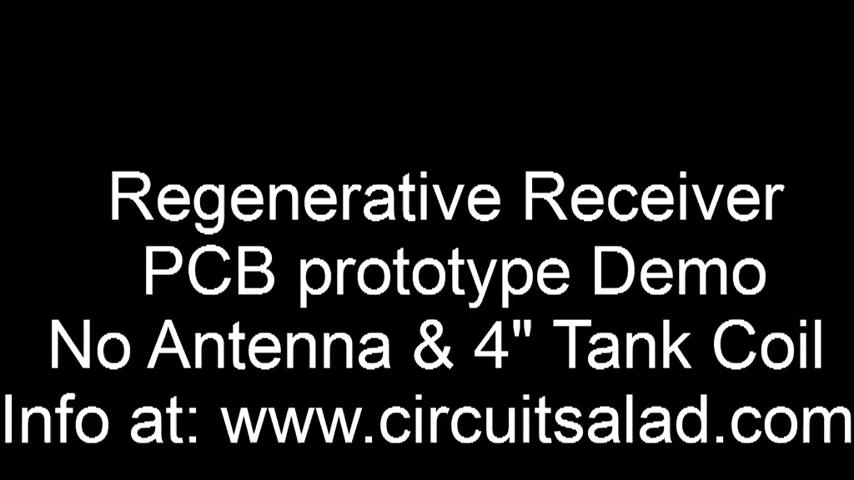 Regenerative Receiver
PCB prototype Demo
No Antenna & 4" Tank Coil
Info at: www.circuitsalad.com